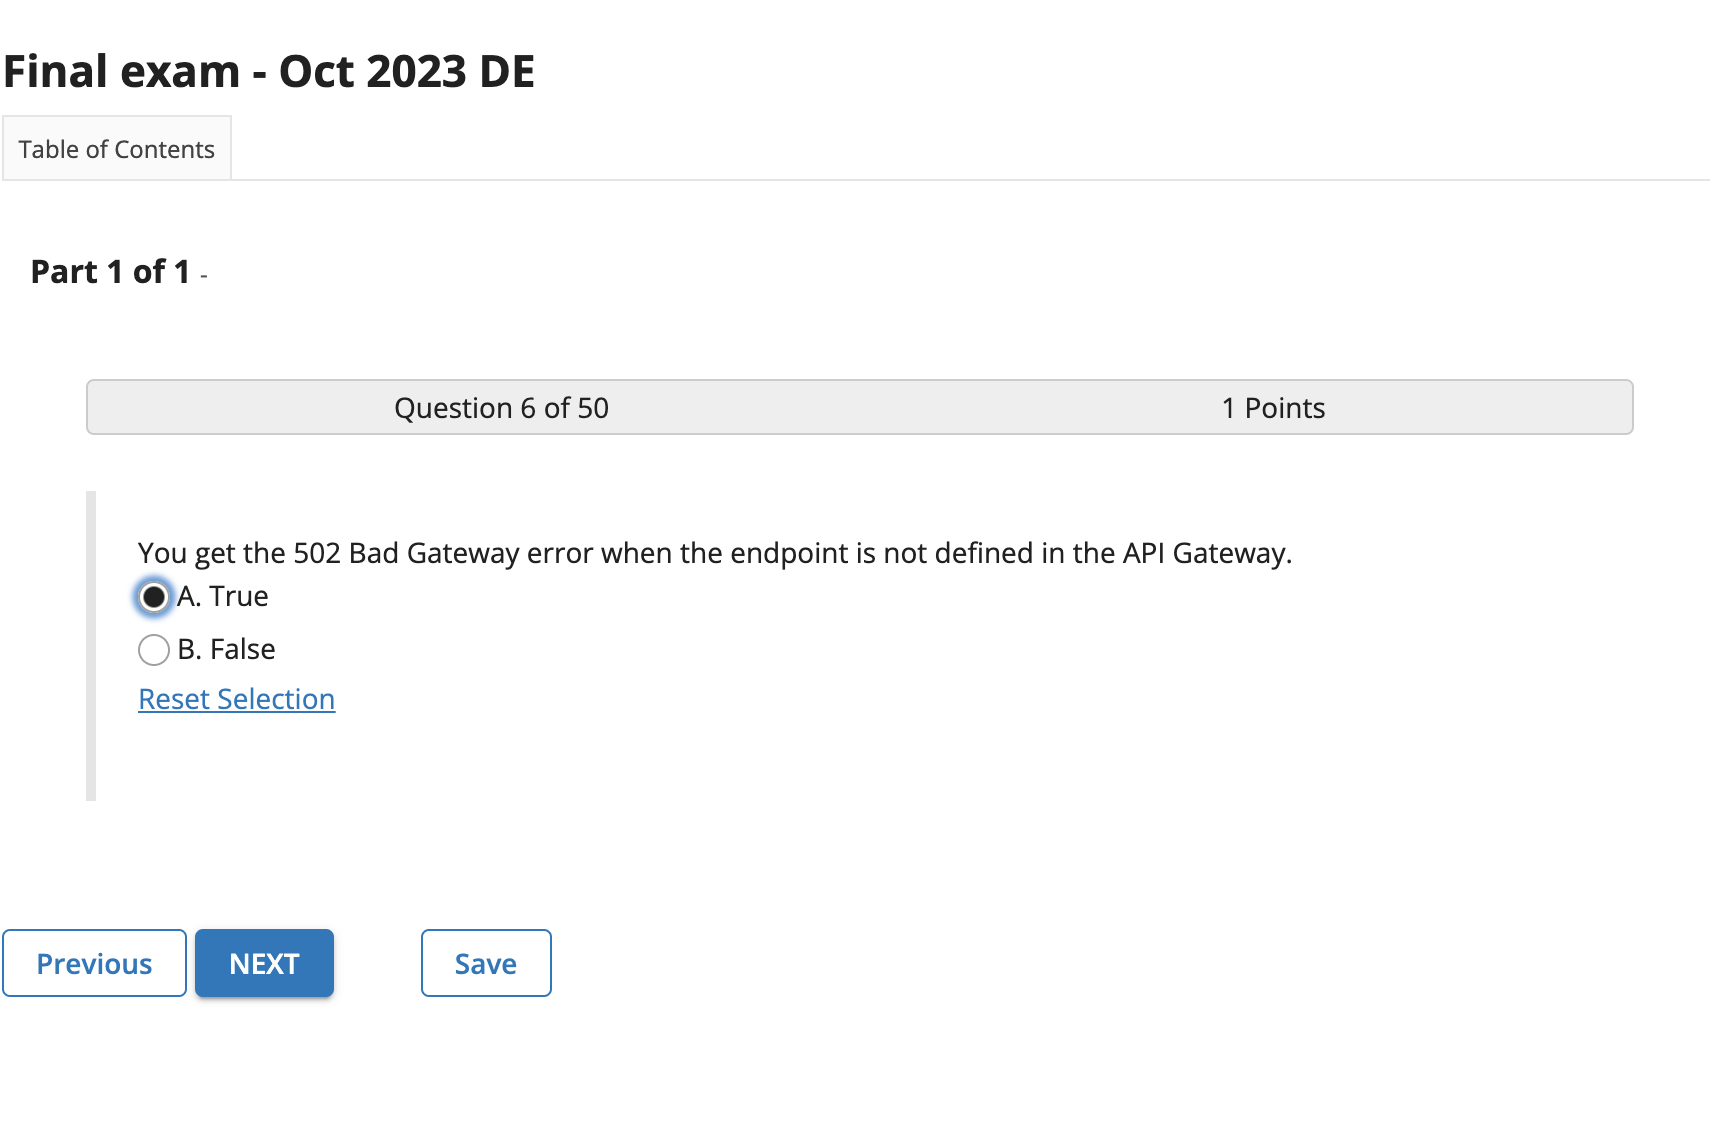 Final exam - Oct 2023 DE
Table of Contents
Part 1 of 1 -
Question 6 of 50 1 Points
You get the 502 Bad Gateway error when the endpoint is not defined in the API Gateway.
A. True
B. False
Reset Selection
Previous NEXT Save